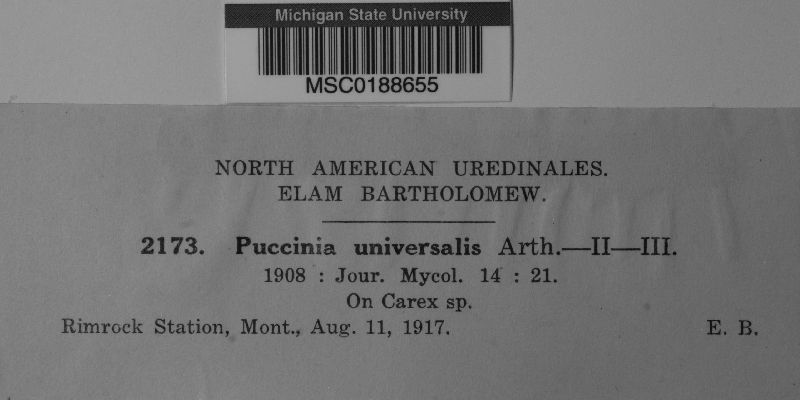 Michigan State University
MSC0188655
NORTH AMERICAN UREDINALES.
ELAM BARTHOLOMEW.
2173. Puccinia universalis Arth.—II—III.
1908 : Jour. Mycol. 14 : 21.
On Carex sp.
Rimrock Station, Mont., Aug. 11, 1917. E. B.